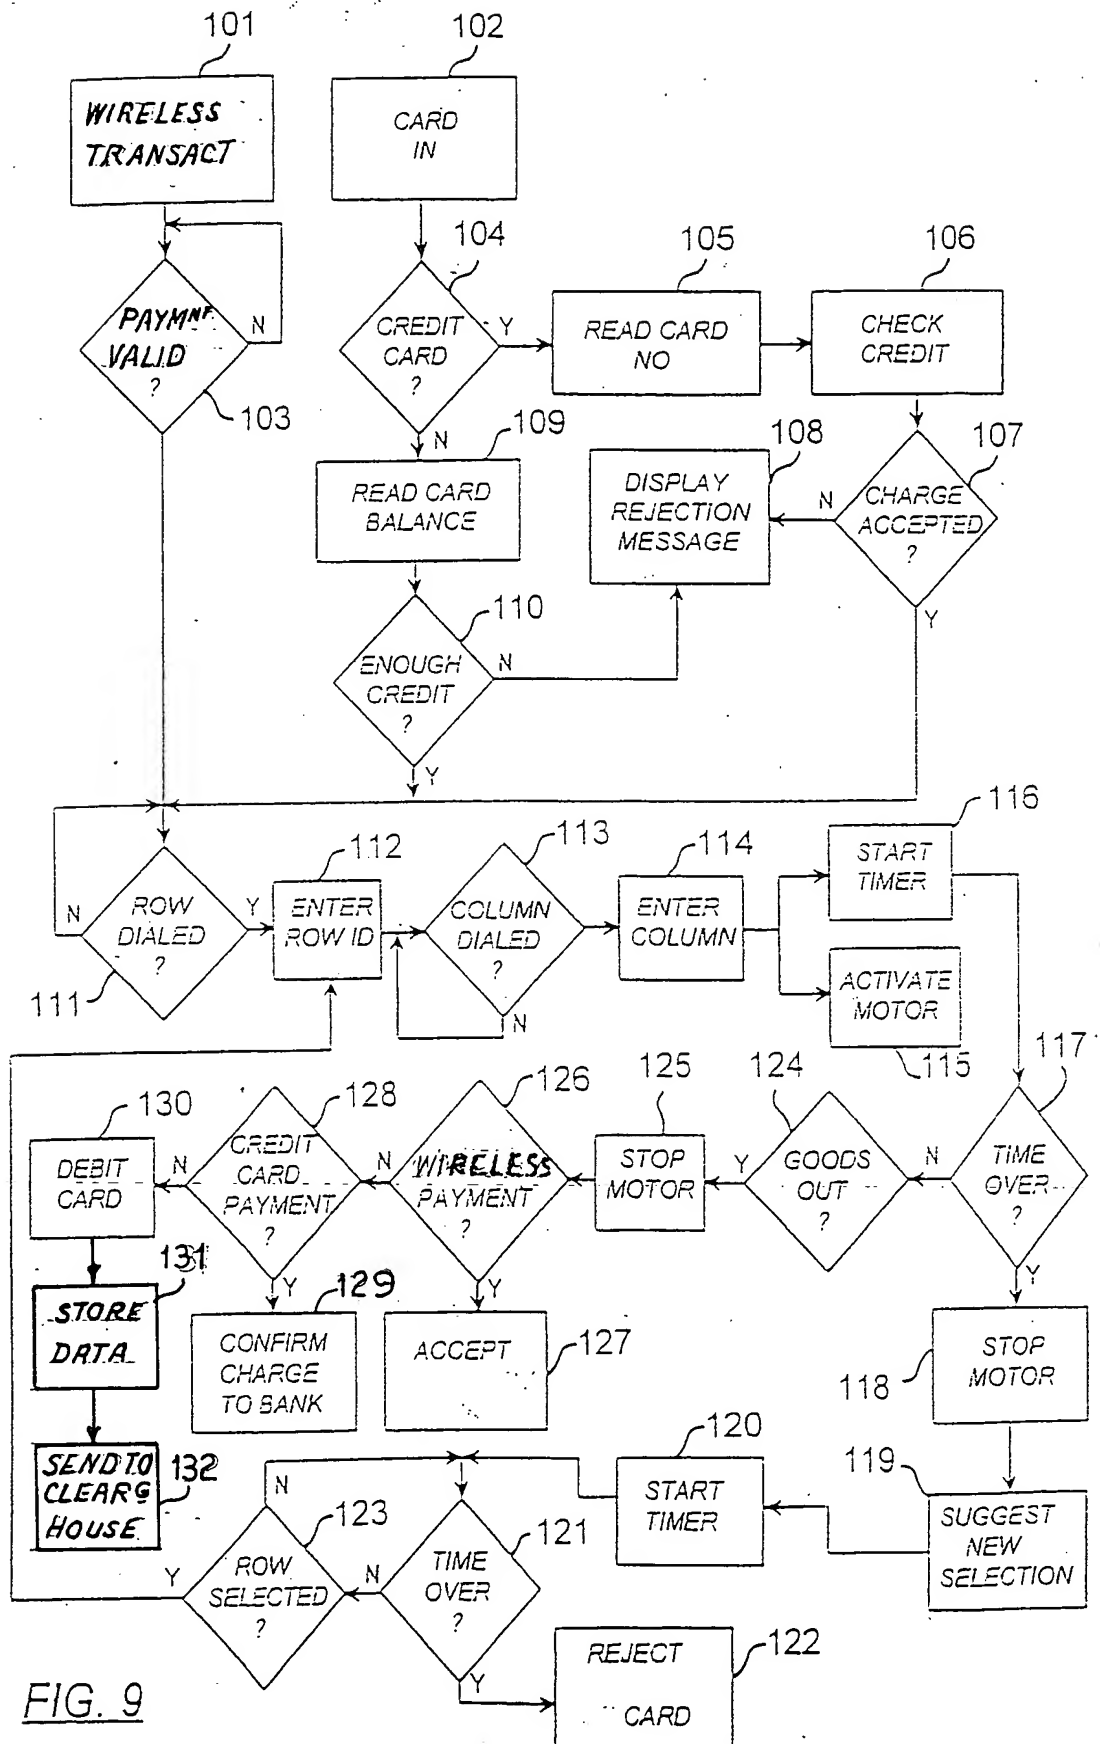 101
102
WIRELESS
TRANSACT
CARD
IN
104
105
106
PAYMNT
VALID
?
N
103
CREDIT
CARD
?
Y
READ CARD
NO
CHECK
CREDIT
N
109
108
107
READ CARD
BALANCE
DISPLAY
REJECTION
MESSAGE
N
CHARGE
ACCEPTED
?
Y
110
ENOUGH
CREDIT
?
N
Y
116
112
113
114
START
TIMER
N
ROW
DIALED
?
Y
111
ENTER
ROW ID
COLUMN
DIALED
?
N
ENTER
COLUMN
ACTIVATE
MOTOR
115
130
128
126
125
124
117
DEBIT
CARD
N
CREDIT
CARD
PAYMENT
?
Y
N
WIRELESS
PAYMENT
?
Y
STOP
MOTOR
Y
GOODS
OUT
?
N
TIME
OVER
?
Y
131
STORE
DATA
129
CONFIRM
CHARGE
TO BANK
ACCEPT
127
118
STOP
MOTOR
SEND TO
CLEARG
HOUSE
132
120
119
N
123
START
TIMER
SUGGEST
NEW
SELECTION
Y
ROW
SELECTED
?
N
TIME
OVER
?
121
Y
REJECT
CARD
122
FIG. 9